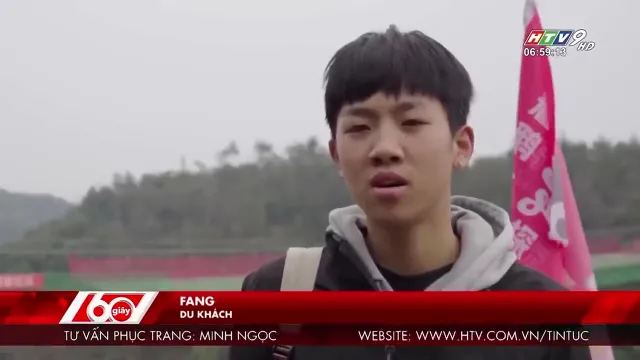 HTV9 HD
06:59:13
60 giây
FANG
DU KHÁCH
TƯ VẤN PHỤC TRANG: MINH NGỌC
WEBSITE: WWW.HTV.COM.VN/TINTUC